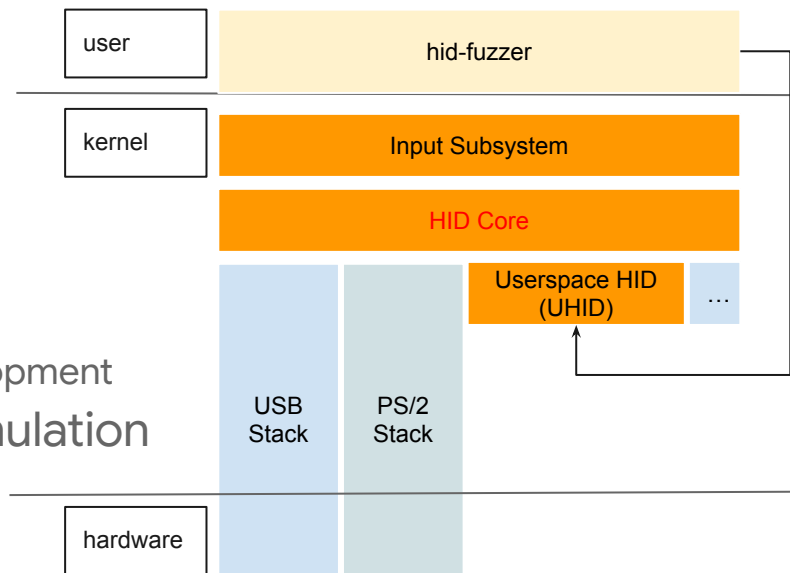 user
hid-fuzzer
kernel
Input Subsystem
HID Core
Userspace HID
(UHID)
...
USB
Stack
PS/2
Stack
hardware